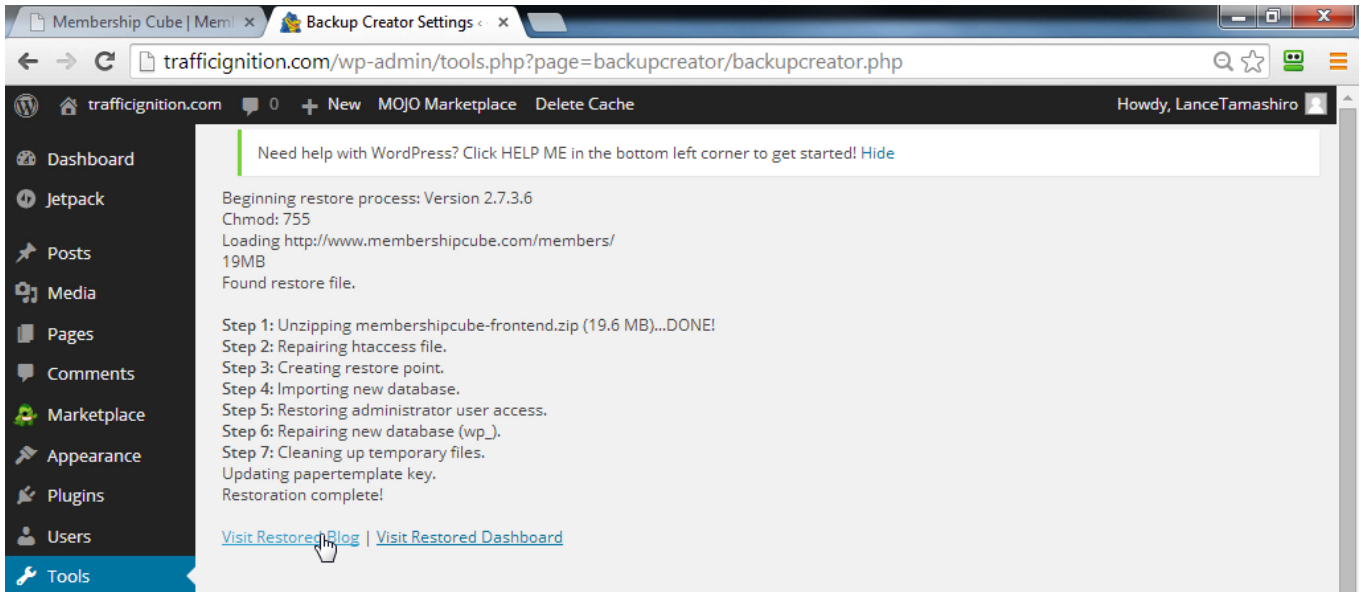 Membership Cube | Mem
Backup Creator Settings ‹
trafficignition.com/wp-admin/tools.php?page=backupcreator/backupcreator.php
trafficignition.com 0 + New MOJO Marketplace Delete Cache Howdy, LanceTamashiro
Dashboard
Jetpack
Posts
Media
Pages
Comments
Marketplace
Appearance
Plugins
Users
Tools
Need help with WordPress? Click HELP ME in the bottom left corner to get started! Hide
Beginning restore process: Version 2.7.3.6
Chmod: 755
Loading http://www.membershipcube.com/members/
19MB
Found restore file.
Step 1: Unzipping membershipcube-frontend.zip (19.6 MB)...DONE!
Step 2: Repairing htaccess file.
Step 3: Creating restore point.
Step 4: Importing new database.
Step 5: Restoring administrator user access.
Step 6: Repairing new database (wp_).
Step 7: Cleaning up temporary files.
Updating papertemplate key.
Restoration complete!
Visit Restored Blog | Visit Restored Dashboard